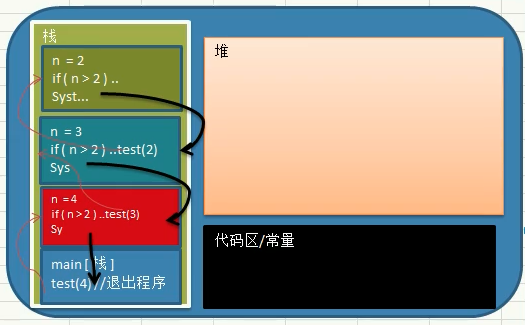 栈
n = 2
if ( n > 2 ) ..
Syst...
n = 3
if ( n > 2 ) ..test(2)
Sys
n = 4
if ( n > 2 ) ..test(3)
Sy
main [ 栈 ]
test(4) //退出程序
堆
代码区/常量